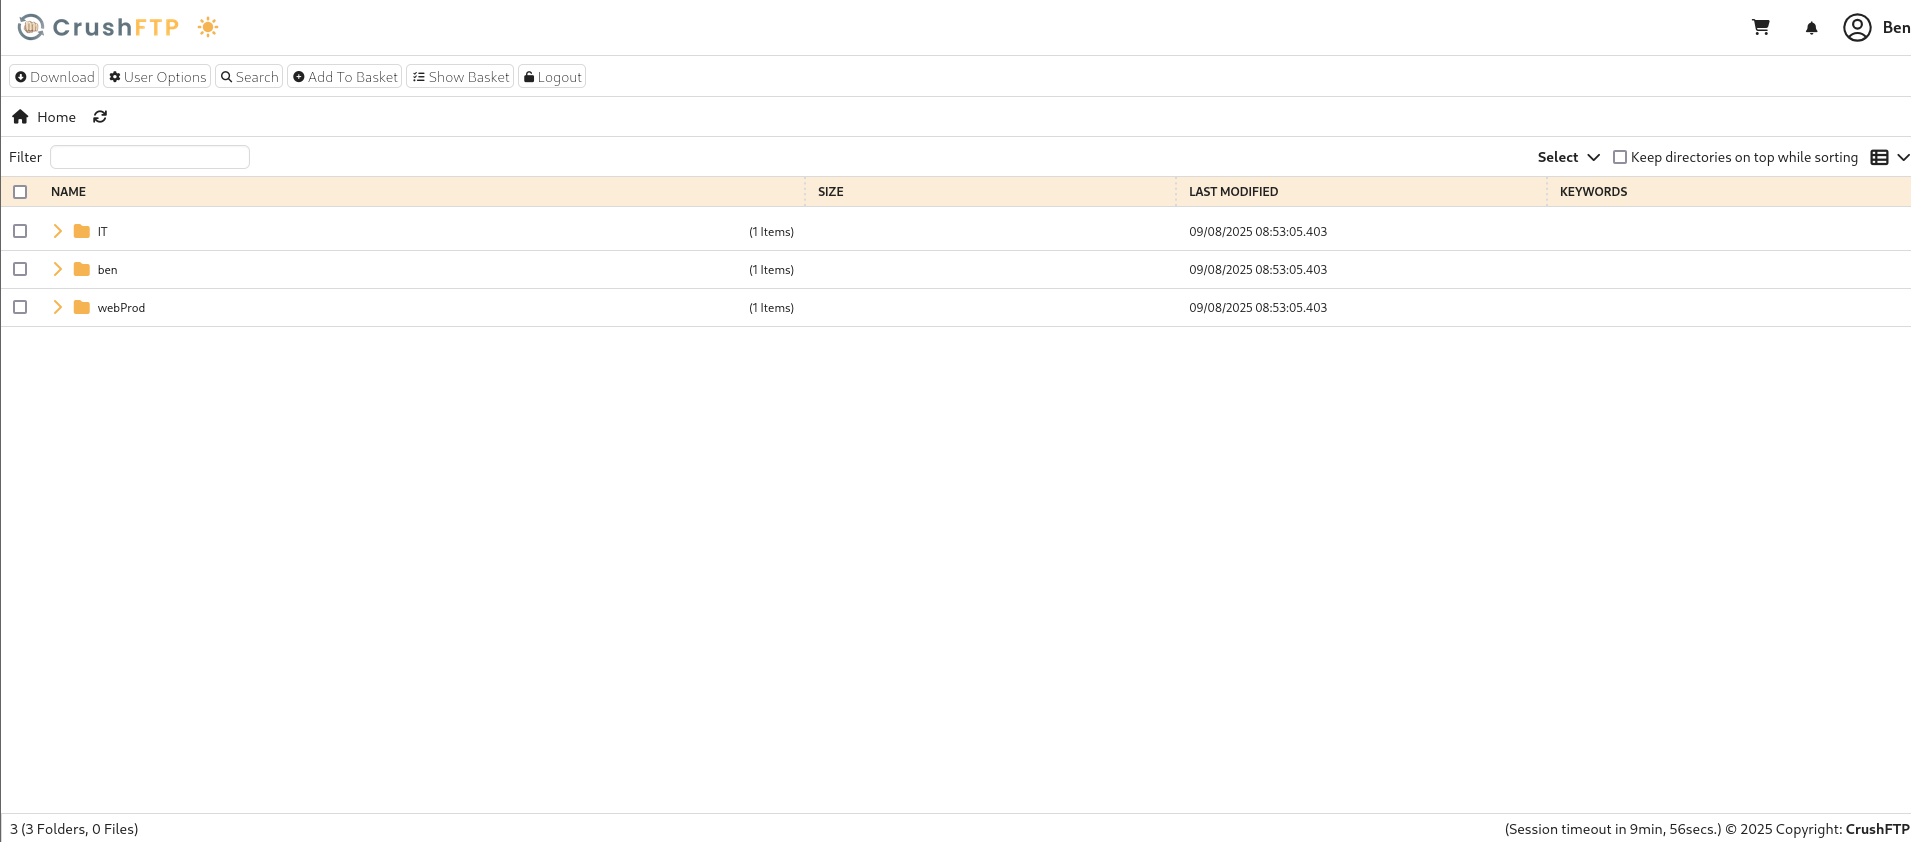 CrushFTP Ben
Download User Options Search Add To Basket Show Basket Logout
Home
Filter Select Keep directories on top while sorting
NAME SIZE LAST MODIFIED KEYWORDS
IT (1 Items) 09/08/2025 08:53:05.403
ben (1 Items) 09/08/2025 08:53:05.403
webProd (1 Items) 09/08/2025 08:53:05.403
3 (3 Folders, 0 Files) (Session timeout in 9min, 56secs.) © 2025 Copyright: CrushFTP